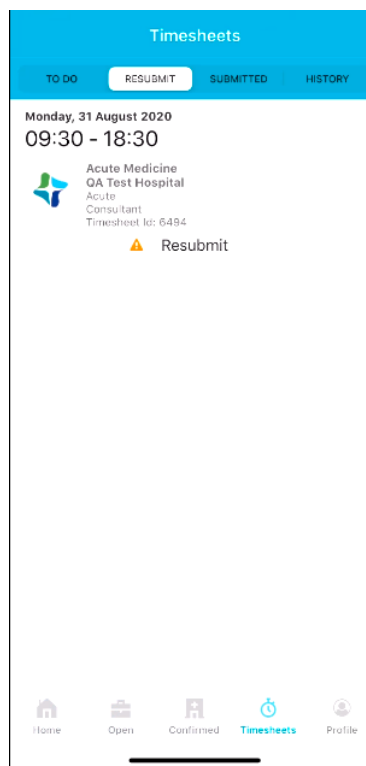 Timesheets
TO DO
RESUBMIT
SUBMITTED
HISTORY
Monday, 31 August 2020
09:30 - 18:30
Acute Medicine
QA Test Hospital
Acute
Consultant
Timesheet Id: 6494
Resubmit
Home
Open
Confirmed
Timesheets
Profile